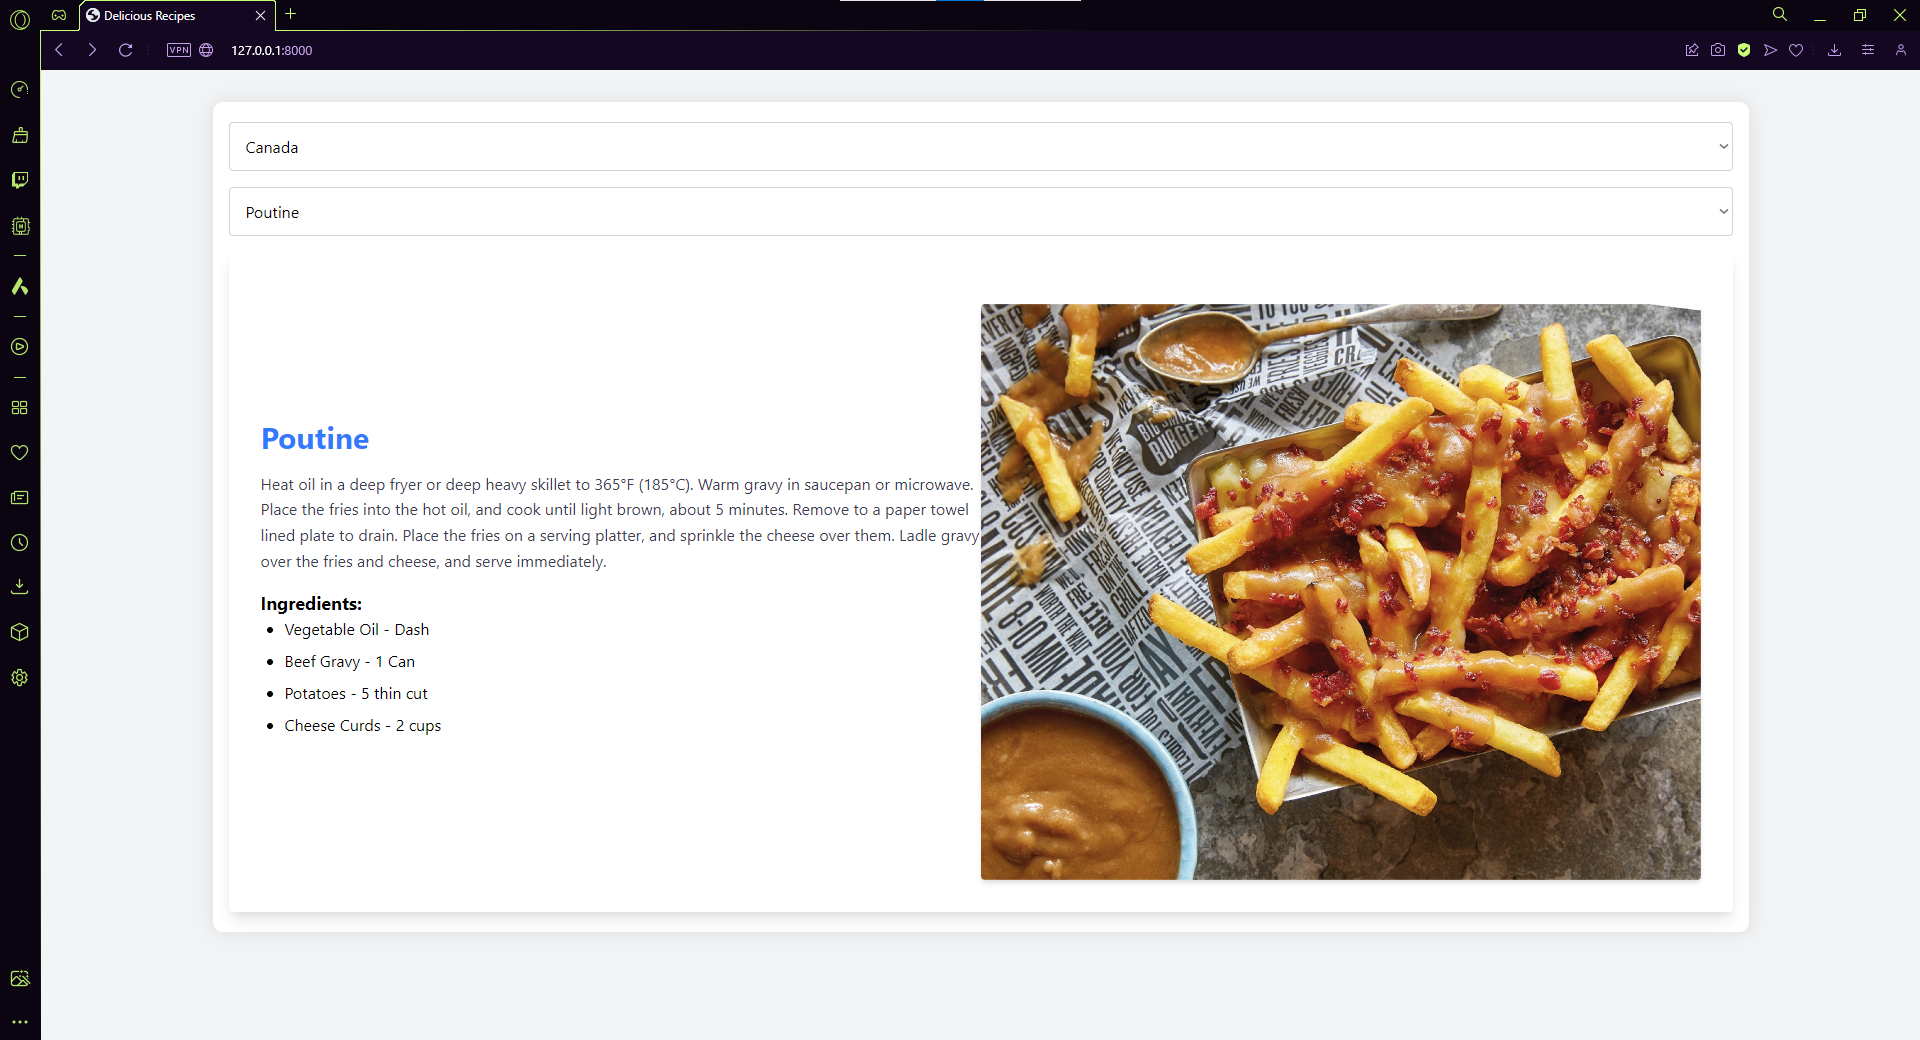 Delicious Recipes
VPN
127.0.0.1:8000
Canada
Poutine
Poutine
Heat oil in a deep fryer or deep heavy skillet to 365°F (185°C). Warm gravy in saucepan or microwave.
Place the fries into the hot oil, and cook until light brown, about 5 minutes. Remove to a paper towel
lined plate to drain. Place the fries on a serving platter, and sprinkle the cheese over them. Ladle gravy
over the fries and cheese, and serve immediately.
Ingredients:
Vegetable Oil - Dash
Beef Gravy - 1 Can
Potatoes - 5 thin cut
Cheese Curds - 2 cups
BURGER